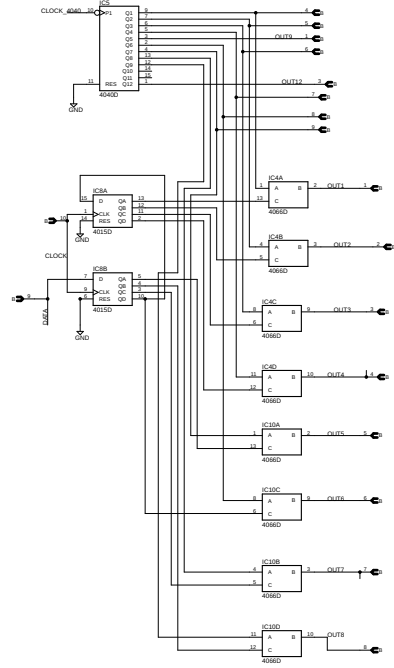 IC5
CLOCK_4040 10 P1 Q1 9 4 B
Q2 7
Q3 6 5 B
Q4 5
Q5 3 OUT9 1 B
Q6 2
Q7 4 6 B
Q8 13
Q9 12
Q10 14
Q11 15
11 RES Q12 1 OUT12 3 B
GND 4040D
7 B
8 B
9 B
IC4A
1 A B 2 OUT1 1 B
13 C
4066D
IC8A
15 D QA 13
1 CLK QB 12
B 10 QC 11
14 RES QD 2
GND 4015D
IC4B
4 A B 3 OUT2 2 B
5 C
4066D
CLOCK
IC8B
7 D QA 5
QB 4
9 CLK QC 3
B 9 6 RES QD 10
4015D
DATA
GND
IC4C
8 A B 9 OUT3 3 B
6 C
4066D
IC4D
11 A B 10 OUT4 4 B
12 C
4066D
IC10A
1 A B 2 OUT5 5 B
13 C
4066D
IC10C
8 A B 9 OUT6 6 B
6 C
4066D
IC10B
4 A B 3 OUT7 7 B
5 C
4066D
IC10D
11 A B 10 OUT8
12 C 8 B
4066D